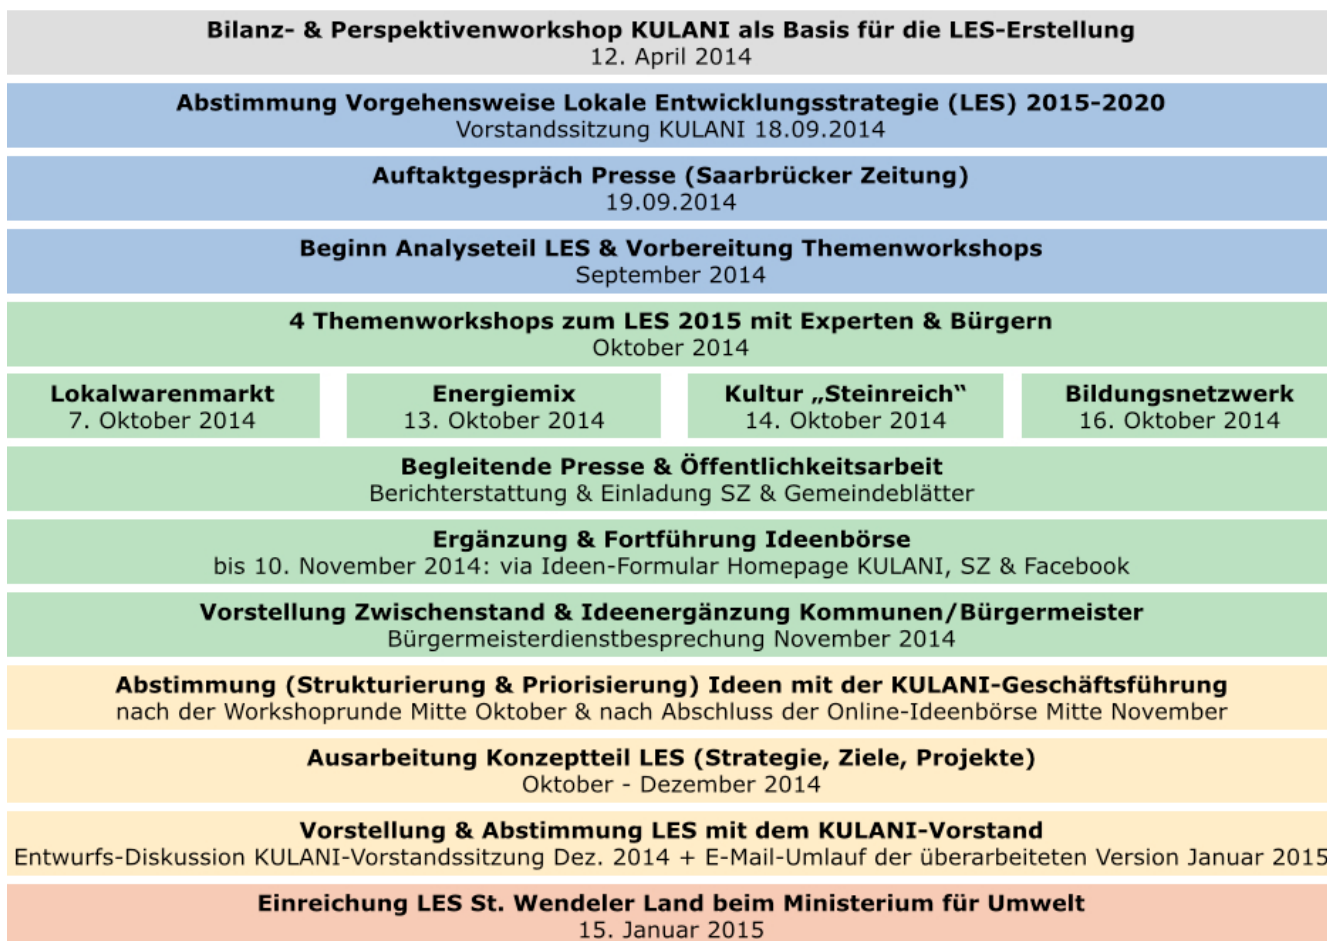 Bilanz- & Perspektivenworkshop KULANI als Basis für die LES-Erstellung
12. April 2014
Abstimmung Vorgehensweise Lokale Entwicklungsstrategie (LES) 2015-2020
Vorstandssitzung KULANI 18.09.2014
Auftaktgespräch Presse (Saarbrücker Zeitung)
19.09.2014
Beginn Analyseteil LES & Vorbereitung Themenworkshops
September 2014
4 Themenworkshops zum LES 2015 mit Experten & Bürgern
Oktober 2014
Lokalwarenmarkt
7. Oktober 2014
Energiemix
13. Oktober 2014
Kultur „Steinreich“
14. Oktober 2014
Bildungsnetzwerk
16. Oktober 2014
Begleitende Presse & Öffentlichkeitsarbeit
Berichterstattung & Einladung SZ & Gemeindeblätter
Ergänzung & Fortführung Ideenbörse
bis 10. November 2014: via Ideen-Formular Homepage KULANI, SZ & Facebook
Vorstellung Zwischenstand & Ideenergänzung Kommunen/Bürgermeister
Bürgermeisterdienstbesprechung November 2014
Abstimmung (Strukturierung & Priorisierung) Ideen mit der KULANI-Geschäftsführung
nach der Workshoprunde Mitte Oktober & nach Abschluss der Online-Ideenbörse Mitte November
Ausarbeitung Konzeptteil LES (Strategie, Ziele, Projekte)
Oktober - Dezember 2014
Vorstellung & Abstimmung LES mit dem KULANI-Vorstand
Entwurfs-Diskussion KULANI-Vorstandssitzung Dez. 2014 + E-Mail-Umlauf der überarbeiteten Version Januar 2015
Einreichung LES St. Wendeler Land beim Ministerium für Umwelt
15. Januar 2015